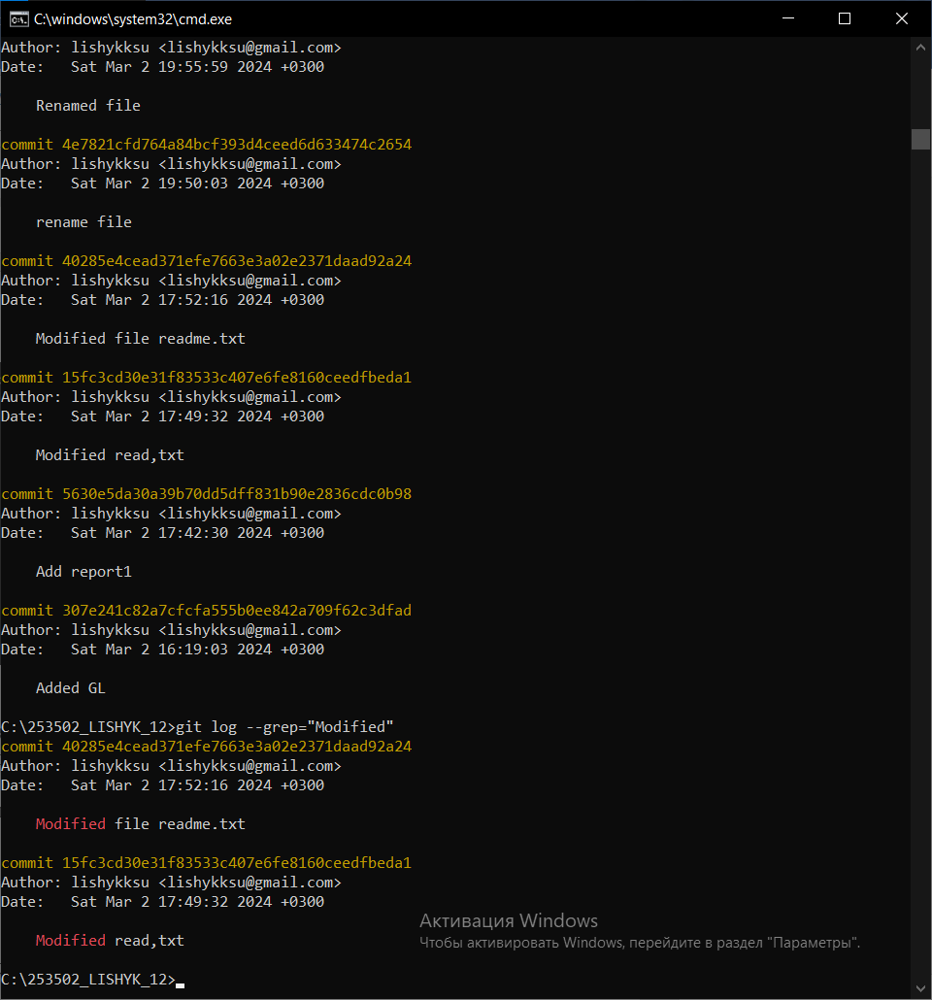 C:\windows\system32\cmd.exe
Author: lishykksu <lishykksu@gmail.com>
Date:   Sat Mar 2 19:55:59 2024 +0300
    Renamed file
commit 4e7821cfd764a84bcf393d4ceed6d633474c2654
Author: lishykksu <lishykksu@gmail.com>
Date:   Sat Mar 2 19:50:03 2024 +0300
    rename file
commit 40285e4cead371efe7663e3a02e2371daad92a24
Author: lishykksu <lishykksu@gmail.com>
Date:   Sat Mar 2 17:52:16 2024 +0300
    Modified file readme.txt
commit 15fc3cd30e31f83533c407e6fe8160ceedfbeda1
Author: lishykksu <lishykksu@gmail.com>
Date:   Sat Mar 2 17:49:32 2024 +0300
    Modified read,txt
commit 5630e5da30a39b70dd5dff831b90e2836cdc0b98
Author: lishykksu <lishykksu@gmail.com>
Date:   Sat Mar 2 17:42:30 2024 +0300
    Add report1
commit 307e241c82a7cfcfa555b0ee842a709f62c3dfad
Author: lishykksu <lishykksu@gmail.com>
Date:   Sat Mar 2 16:19:03 2024 +0300
    Added GL
C:\253502_LISHYK_12>git log --grep="Modified"
commit 40285e4cead371efe7663e3a02e2371daad92a24
Author: lishykksu <lishykksu@gmail.com>
Date:   Sat Mar 2 17:52:16 2024 +0300
    Modified file readme.txt
commit 15fc3cd30e31f83533c407e6fe8160ceedfbeda1
Author: lishykksu <lishykksu@gmail.com>
Date:   Sat Mar 2 17:49:32 2024 +0300
    Modified read,txt
Активация Windows
Чтобы активировать Windows, перейдите в раздел "Параметры".
C:\253502_LISHYK_12>